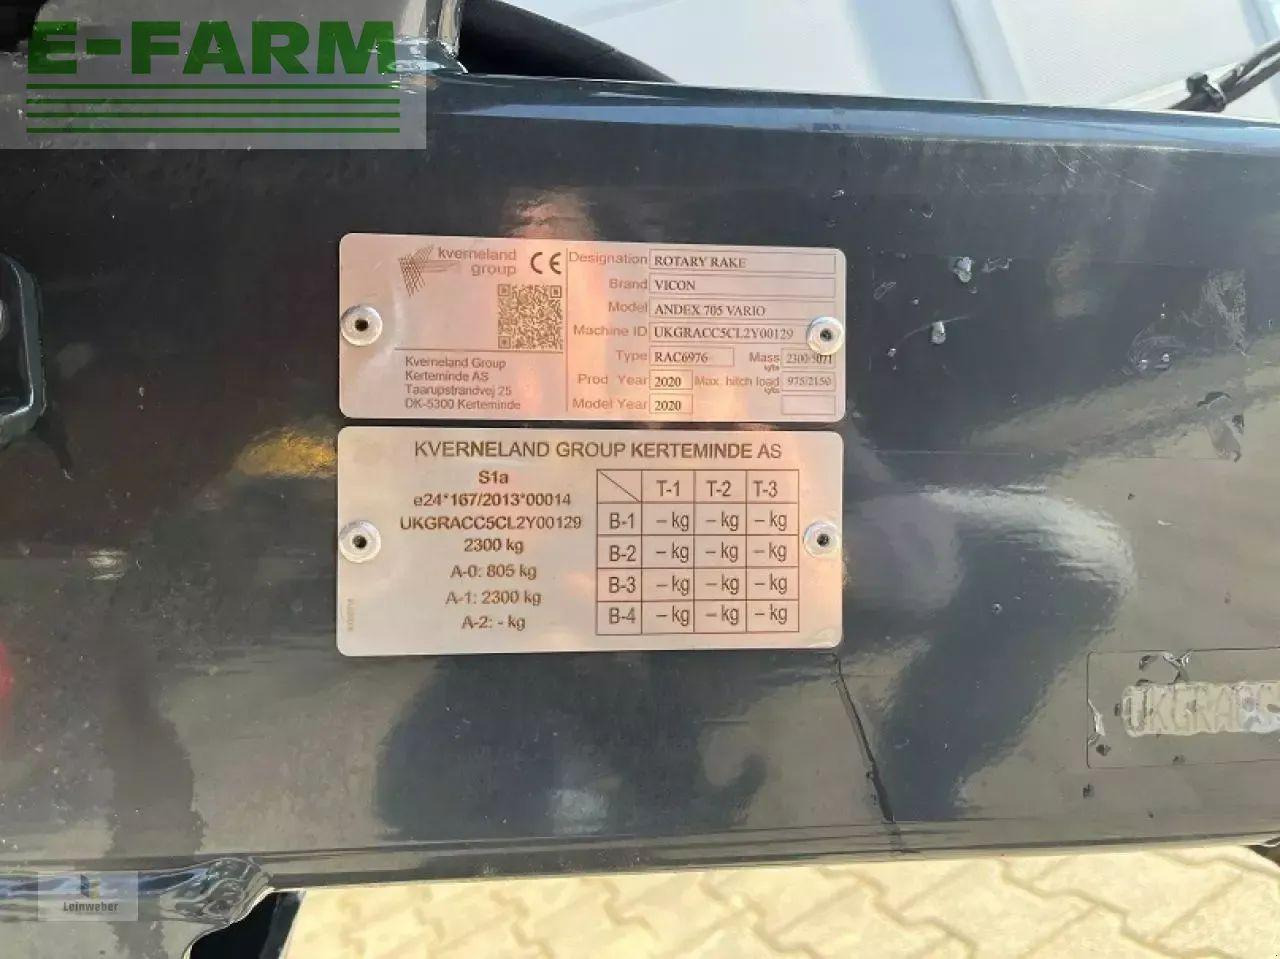 E-FARM
kverneland
group
CE
Designation ROTARY RAKE
Brand VICON
Model ANDEX 705 VARIO
Machine ID UKGRACC5CL2Y00129
Type RAC6976 Mass
Prod Year 2020 Max. hitch load 975/2150
Model Year 2020
Kverneland Group
Kerteminde AS
Taarupstrandvej 25
DK-5300 Kerteminde
KVERNELAND GROUP KERTEMINDE AS
S1a
e24*167/2013*00014
UKGRACC5CL2Y00129
2300 kg
A-0: 805 kg
A-1: 2300 kg
A-2: - kg
T-1 T-2 T-3
B-1 – kg – kg – kg
B-2 – kg – kg – kg
B-3 – kg – kg – kg
B-4 – kg – kg – kg
UKGRAC
Leinweber